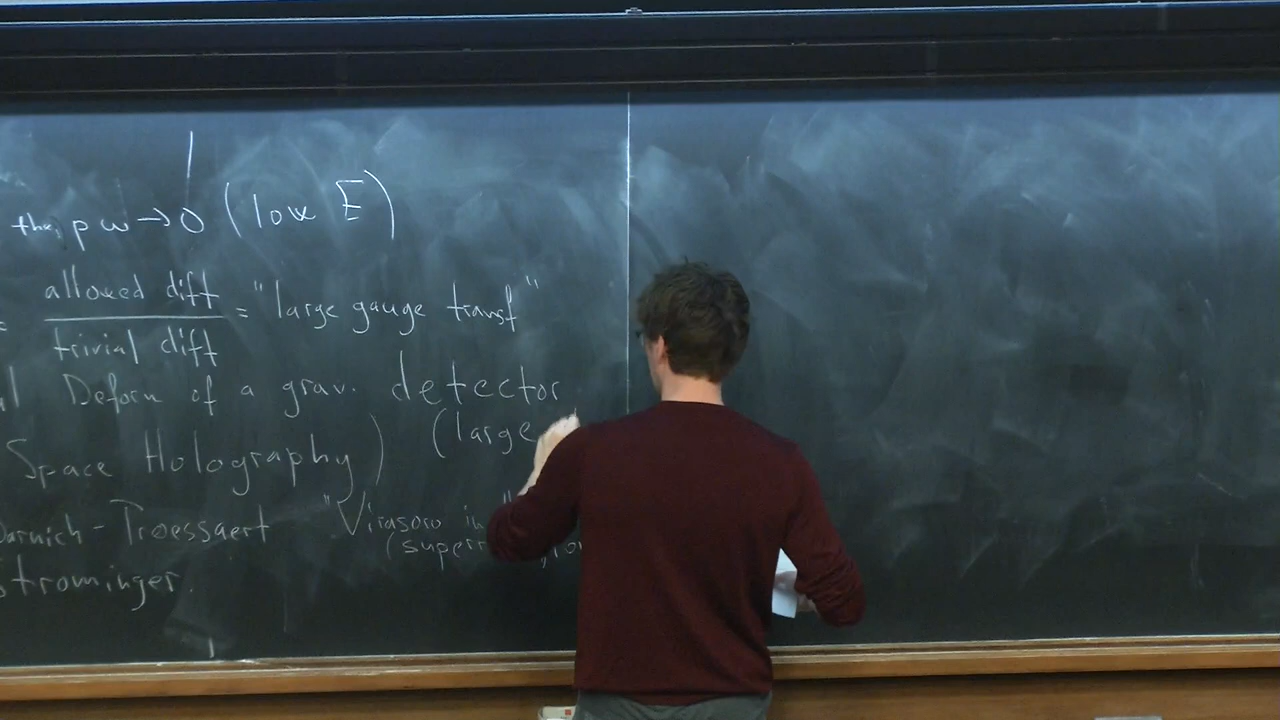 the, p ω → 0 (low E)
= allowed diff / trivial diff = "large gauge transf"
l Deform of a grav. detector
Space Holography) (large
Barnich-Troessaert "Virasoro in"
(superr
Strominger.